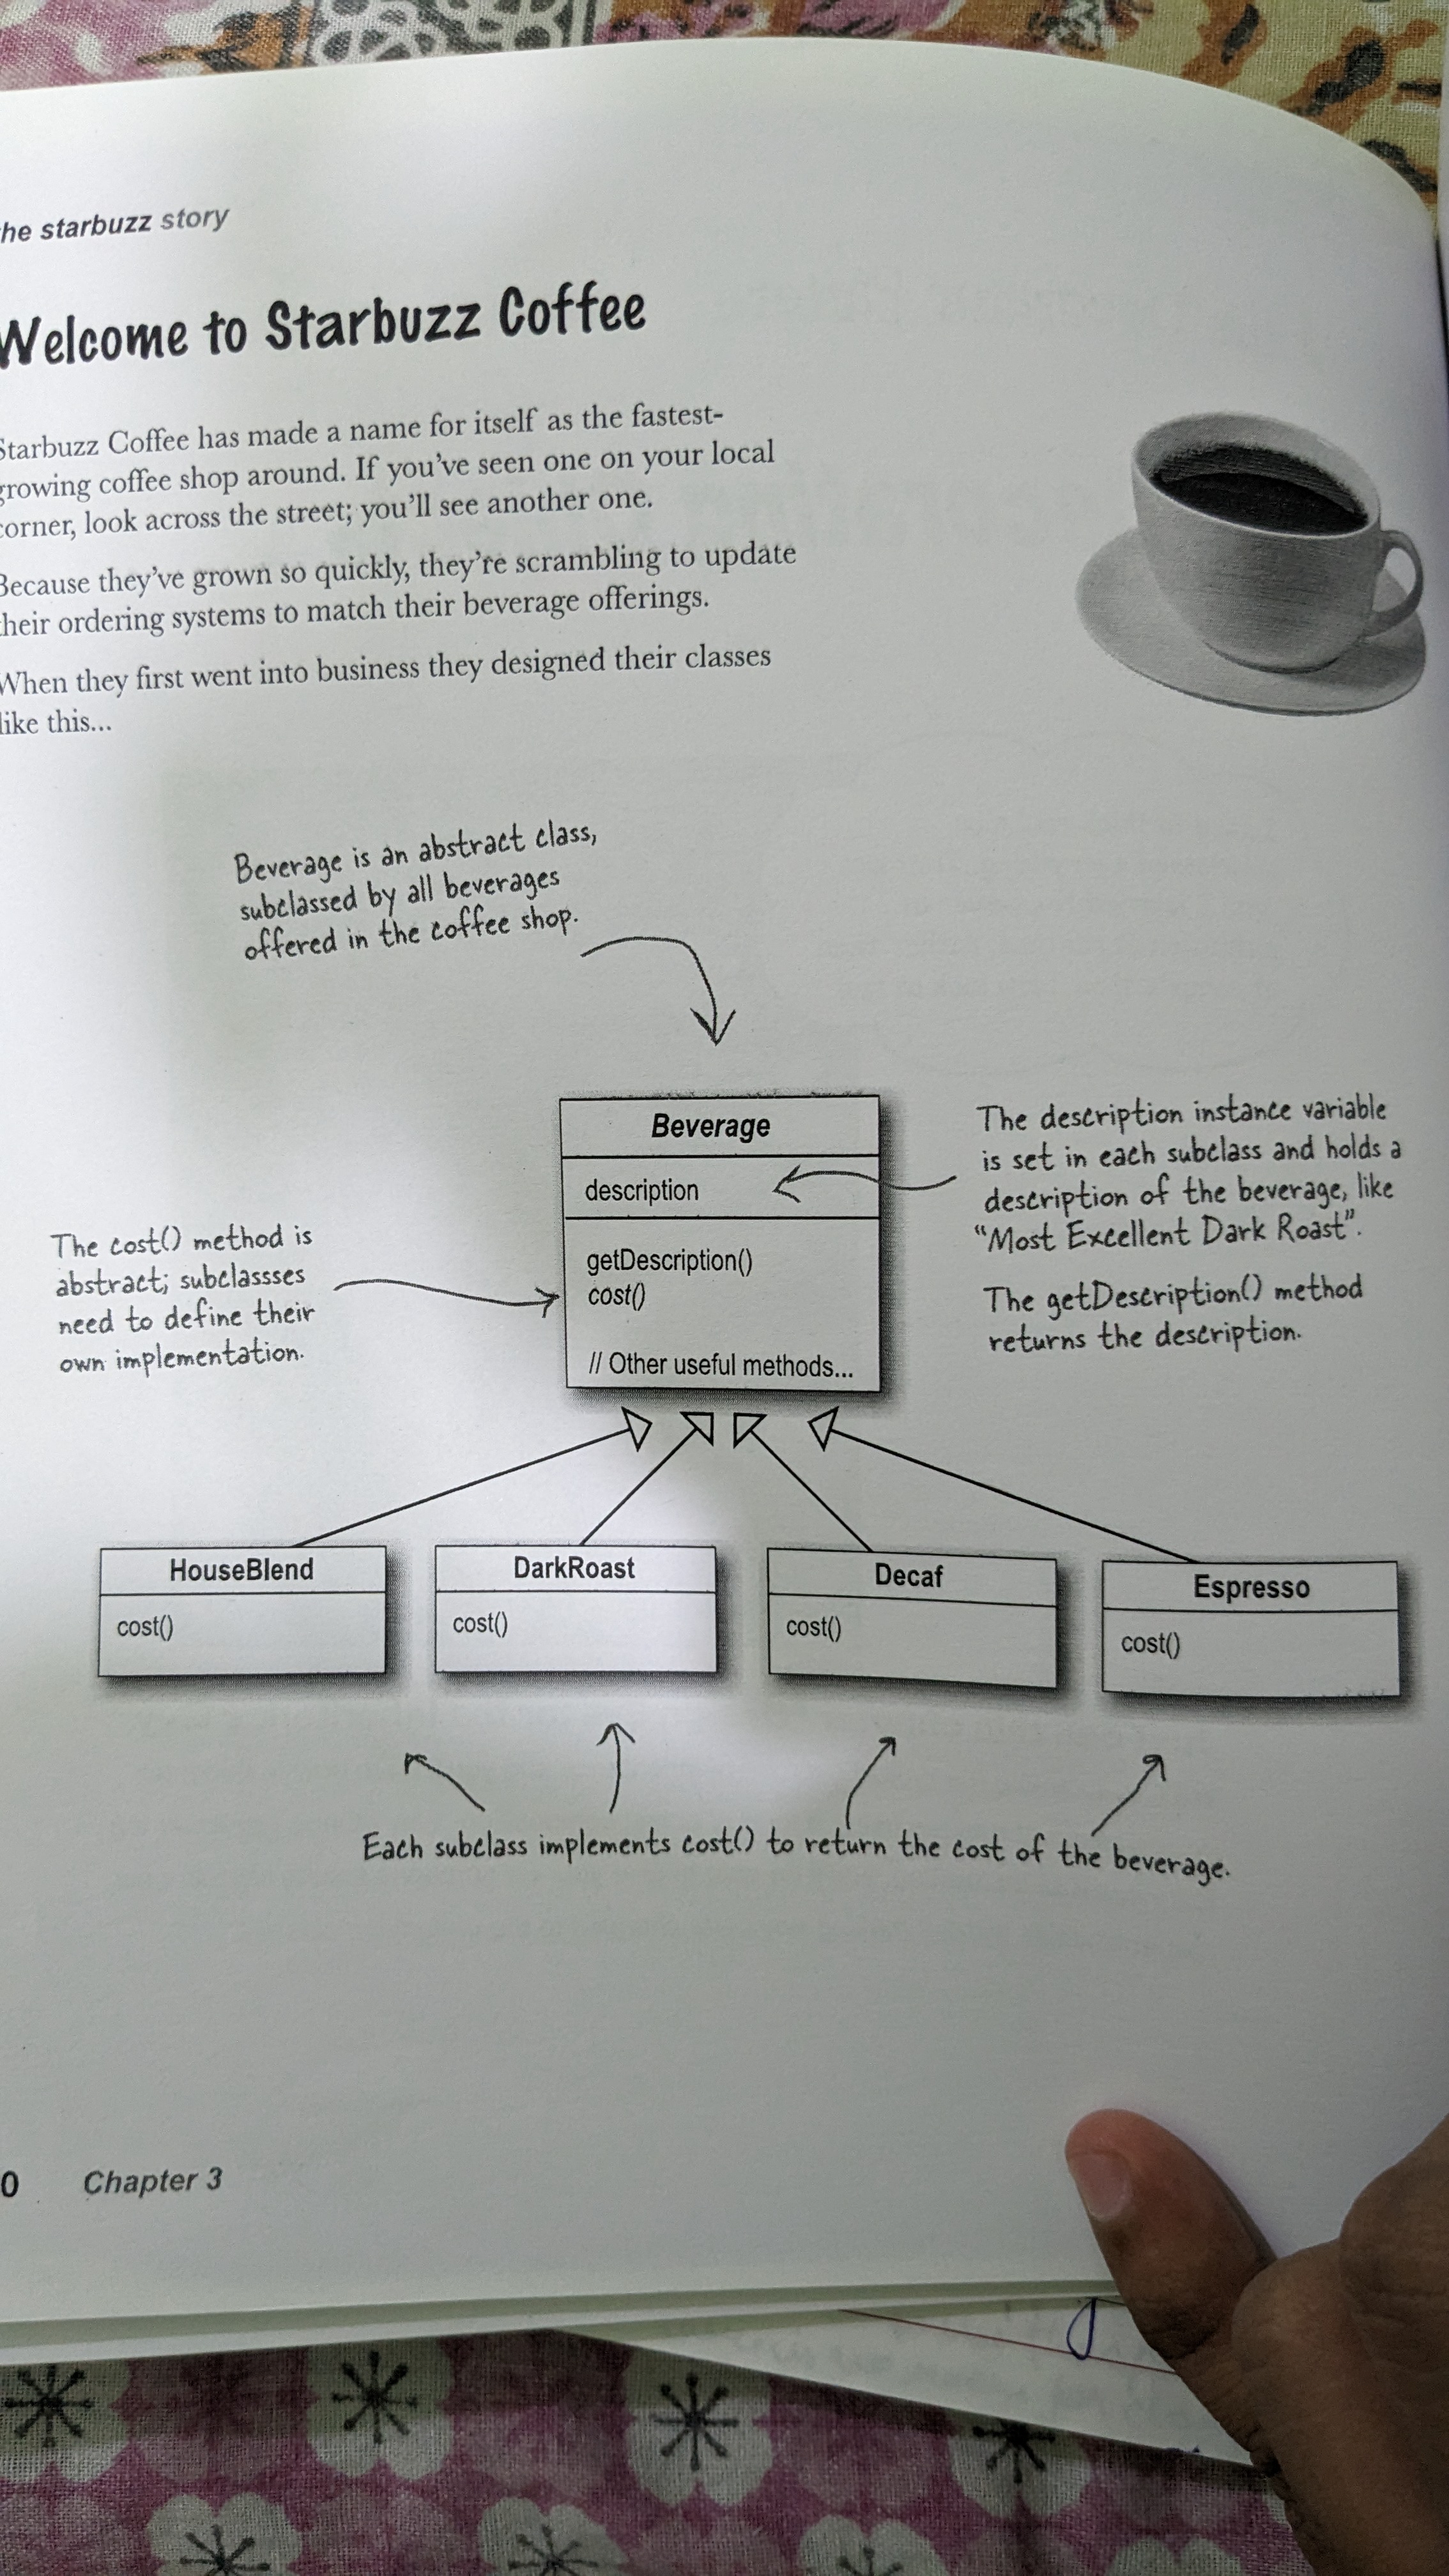 he starbuzz story
Welcome to Starbuzz Coffee
Starbuzz Coffee has made a name for itself as the fastest-
growing coffee shop around. If you've seen one on your local
corner, look across the street; you'll see another one.
Because they've grown so quickly, they're scrambling to update
their ordering systems to match their beverage offerings.
When they first went into business they designed their classes
like this...
Beverage is an abstract class,
subclassed by all beverages
offered in the coffee shop.
Beverage
description
getDescription()
cost()
// Other useful methods...
The description instance variable
is set in each subclass and holds a
description of the beverage, like
"Most Excellent Dark Roast".
The getDescription() method
returns the description.
The cost() method is
abstract; subclassses
need to define their
own implementation.
HouseBlend
cost()
DarkRoast
cost()
Decaf
cost()
Espresso
cost()
Each subclass implements cost() to return the cost of the beverage.
0 Chapter 3